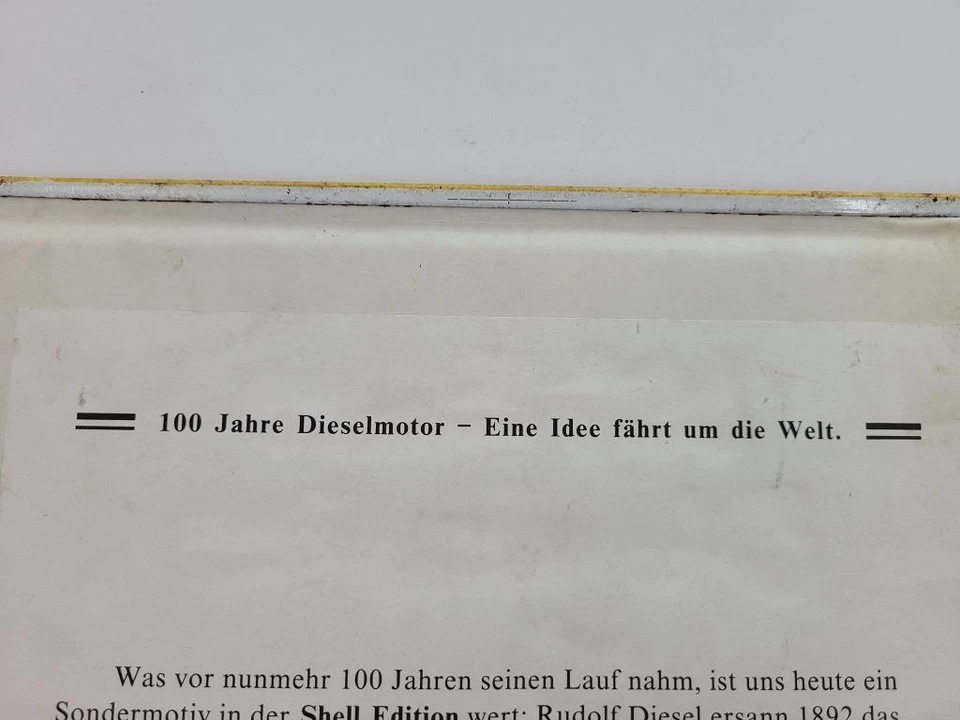 100 Jahre Dieselmotor – Eine Idee fährt um die Welt.
Was vor nunmehr 100 Jahren seinen Lauf nahm, ist uns heute ein
Sondermotiv in der Shell Edition wert: Rudolf Diesel ersann 1892 das